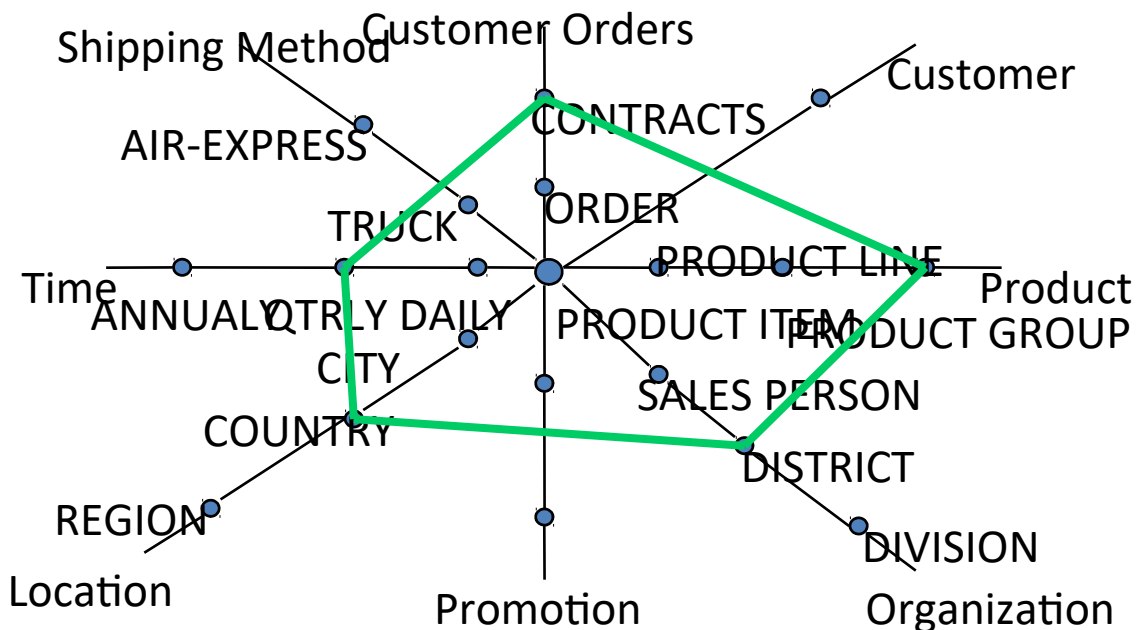 Shipping Method
Customer Orders
Customer
CONTRACTS
AIR-EXPRESS
ORDER
TRUCK
PRODUCT LINE
Time
Product
ANNUALY
QTRLY
DAILY
PRODUCT ITEM
PRODUCT GROUP
CITY
SALES PERSON
COUNTRY
DISTRICT
REGION
DIVISION
Location
Promotion
Organization